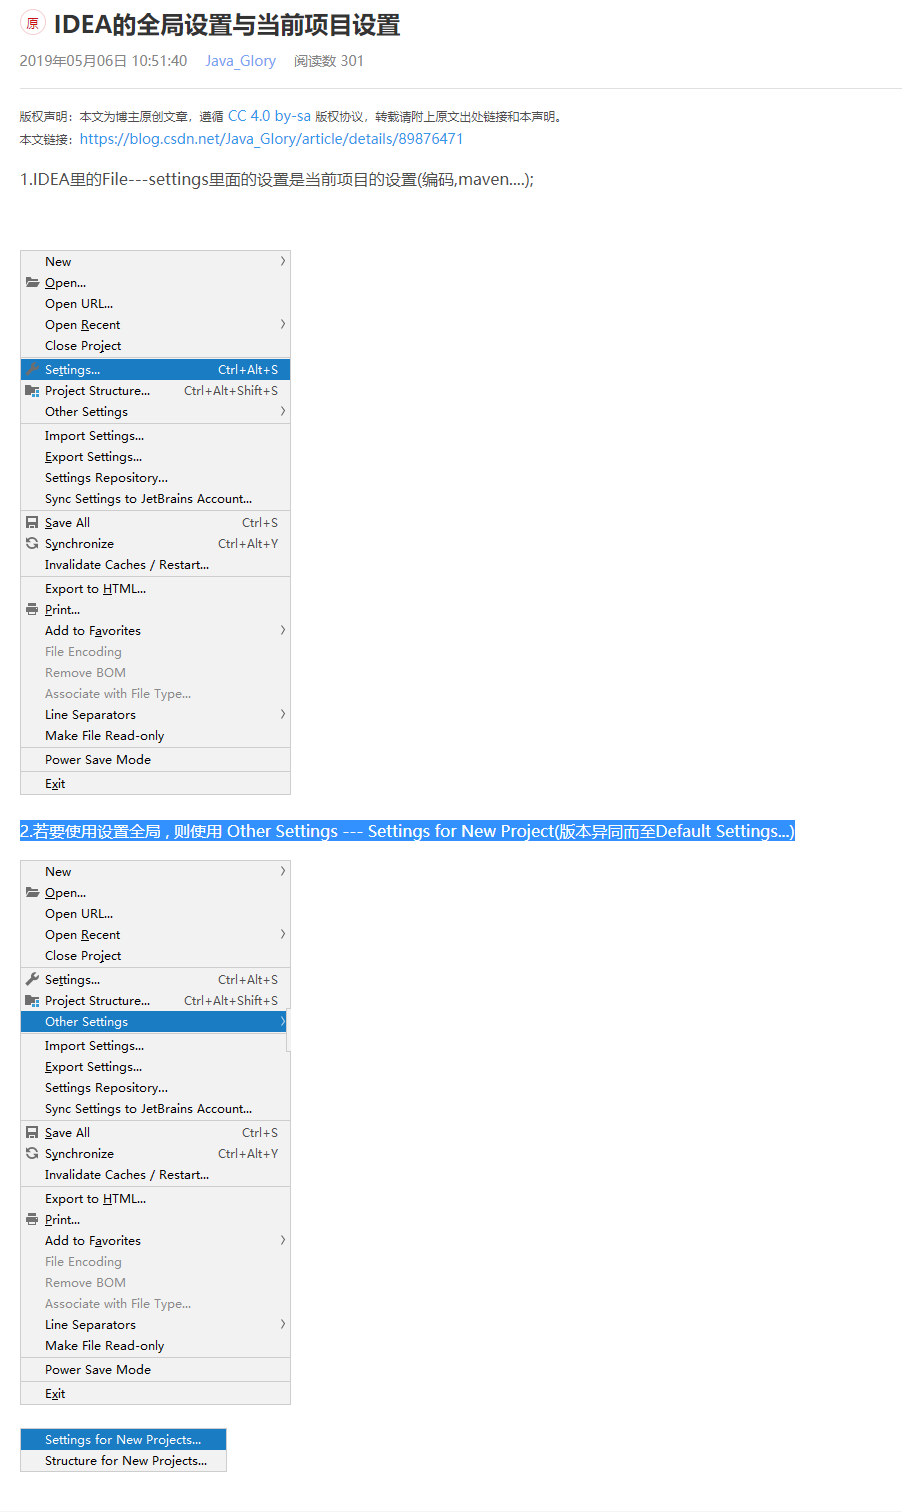 原 IDEA的全局设置与当前项目设置
2019年05月06日 10:51:40 Java_Glory 阅读数 301
版权声明：本文为博主原创文章，遵循 CC 4.0 by-sa 版权协议，转载请附上原文出处链接和本声明。
本文链接：https://blog.csdn.net/Java_Glory/article/details/89876471
1.IDEA里的File---settings里面的设置是当前项目的设置(编码,maven....);
New
Open...
Open URL...
Open Recent
Close Project
Settings... Ctrl+Alt+S
Project Structure... Ctrl+Alt+Shift+S
Other Settings
Import Settings...
Export Settings...
Settings Repository...
Sync Settings to JetBrains Account...
Save All Ctrl+S
Synchronize Ctrl+Alt+Y
Invalidate Caches / Restart...
Export to HTML...
Print...
Add to Favorites
File Encoding
Remove BOM
Associate with File Type...
Line Separators
Make File Read-only
Power Save Mode
Exit
2.若要使用设置全局 , 则使用 Other Settings --- Settings for New Project(版本异同而至Default Settings...)
New
Open...
Open URL...
Open Recent
Close Project
Settings... Ctrl+Alt+S
Project Structure... Ctrl+Alt+Shift+S
Other Settings
Import Settings...
Export Settings...
Settings Repository...
Sync Settings to JetBrains Account...
Save All Ctrl+S
Synchronize Ctrl+Alt+Y
Invalidate Caches / Restart...
Export to HTML...
Print...
Add to Favorites
File Encoding
Remove BOM
Associate with File Type...
Line Separators
Make File Read-only
Power Save Mode
Exit
Settings for New Projects...
Structure for New Projects...